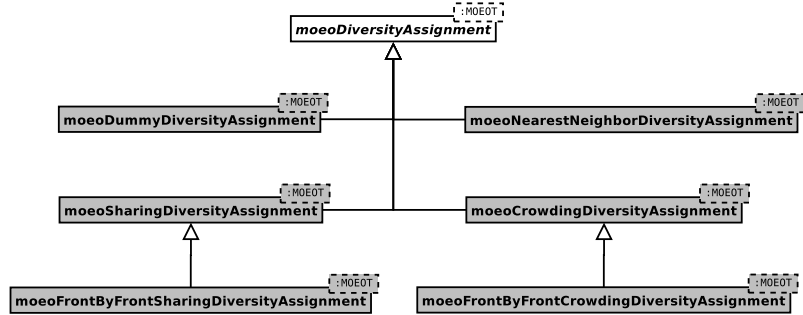 :MOEOT
moeoDiversityAssignment
:MOEOT
moeoDummyDiversityAssignment
:MOEOT
moeoNearestNeighborDiversityAssignment
:MOEOT
moeoSharingDiversityAssignment
:MOEOT
moeoCrowdingDiversityAssignment
:MOEOT
moeoFrontByFrontSharingDiversityAssignment
:MOEOT
moeoFrontByFrontCrowdingDiversityAssignment